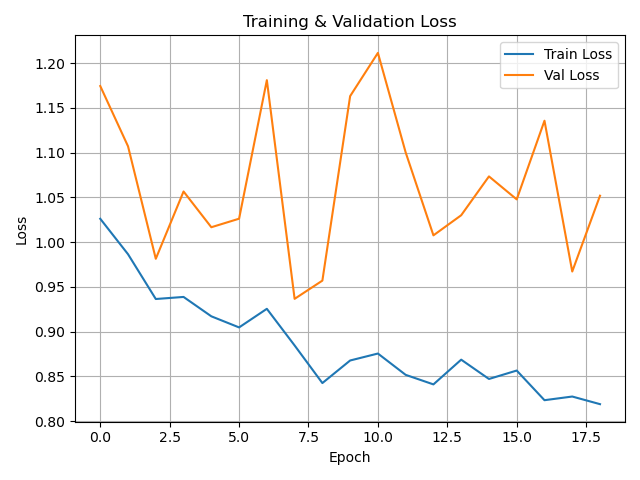 Training & Validation Loss
Train Loss
Val Loss
1.20
1.15
1.10
1.05
1.00
0.95
0.90
0.85
0.80
Loss
0.0 2.5 5.0 7.5 10.0 12.5 15.0 17.5
Epoch